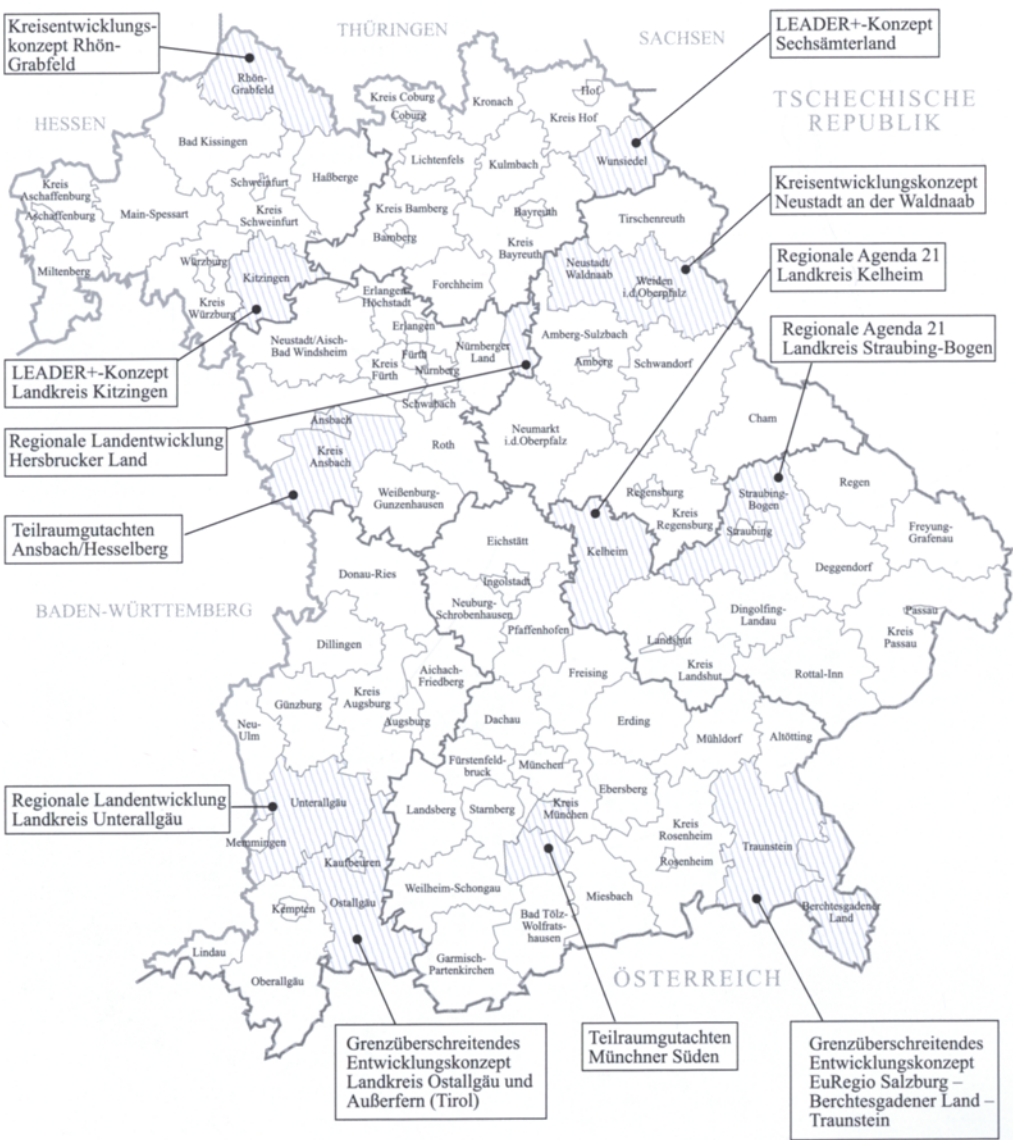 Kreisentwicklungs-
konzept Rhön-
Grabfeld
THÜRINGEN
SACHSEN
LEADER+-Konzept
Sechsämterland
HESSEN
TSCHECHISCHE
REPUBLIK
Rhön-
Grabfeld
Bad Kissingen
Kreis Coburg
Coburg
Kronach
Hof
Kreis Hof
Lichtenfels
Kulmbach
Wunsiedel
Kreis
Aschaffenburg
Aschaffenburg
Main-Spessart
Schweinfurt
Kreis
Schweinfurt
Haßberge
Kreis Bamberg
Bamberg
Bayreuth
Kreis
Bayreuth
Tirschenreuth
Kreisentwicklungskonzept
Neustadt an der Waldnaab
Miltenberg
Würzburg
Kreis
Würzburg
Kitzingen
Erlangen/
Höchstadt
Forchheim
Neustadt/
Waldnaab
Weiden
i.d.Oberpfalz
Regionale Agenda 21
Landkreis Kelheim
Neustadt/Aisch-
Bad Windsheim
Erlangen
Fürth
Kreis
Fürth
Nürnberg
Nürnberger
Land
Amberg-Sulzbach
Amberg
Schwandorf
Regionale Agenda 21
Landkreis Straubing-Bogen
LEADER+-Konzept
Landkreis Kitzingen
Schwabach
Ansbach
Kreis
Ansbach
Roth
Neumarkt
i.d.Oberpfalz
Cham
Regionale Landentwicklung
Hersbrucker Land
Weißenburg-
Gunzenhausen
Regensburg
Kreis
Regensburg
Straubing-
Bogen
Straubing
Regen
Freyung-
Grafenau
Teilraumgutachten
Ansbach/Hesselberg
Eichstätt
Kelheim
Deggendorf
Donau-Ries
Ingolstadt
Neuburg-
Schrobenhausen
Pfaffenhofen
BADEN-WÜRTTEMBERG
Dingolfing-
Landau
Passau
Kreis
Passau
Dillingen
Landshut
Kreis
Landshut
Rottal-Inn
Aichach-
Friedberg
Freising
Günzburg
Kreis
Augsburg
Augsburg
Neu-
Ulm
Dachau
Erding
Mühldorf
Altötting
Fürstenfeld-
bruck
München
Kreis
München
Ebersberg
Regionale Landentwicklung
Landkreis Unterallgäu
Unterallgäu
Landsberg
Starnberg
Kreis
Rosenheim
Rosenheim
Traunstein
Memmingen
Kaufbeuren
Weilheim-Schongau
Miesbach
Berchtesgadener
Land
Kempten
Ostallgäu
Bad Tölz-
Wolfrats-
hausen
Lindau
Oberallgäu
Garmisch-
Partenkirchen
ÖSTERREICH
Grenzüberschreitendes
Entwicklungskonzept
Landkreis Ostallgäu und
Außerfern (Tirol)
Teilraumgutachten
Münchner Süden
Grenzüberschreitendes
Entwicklungskonzept
EuRegio Salzburg –
Berchtesgadener Land –
Traunstein